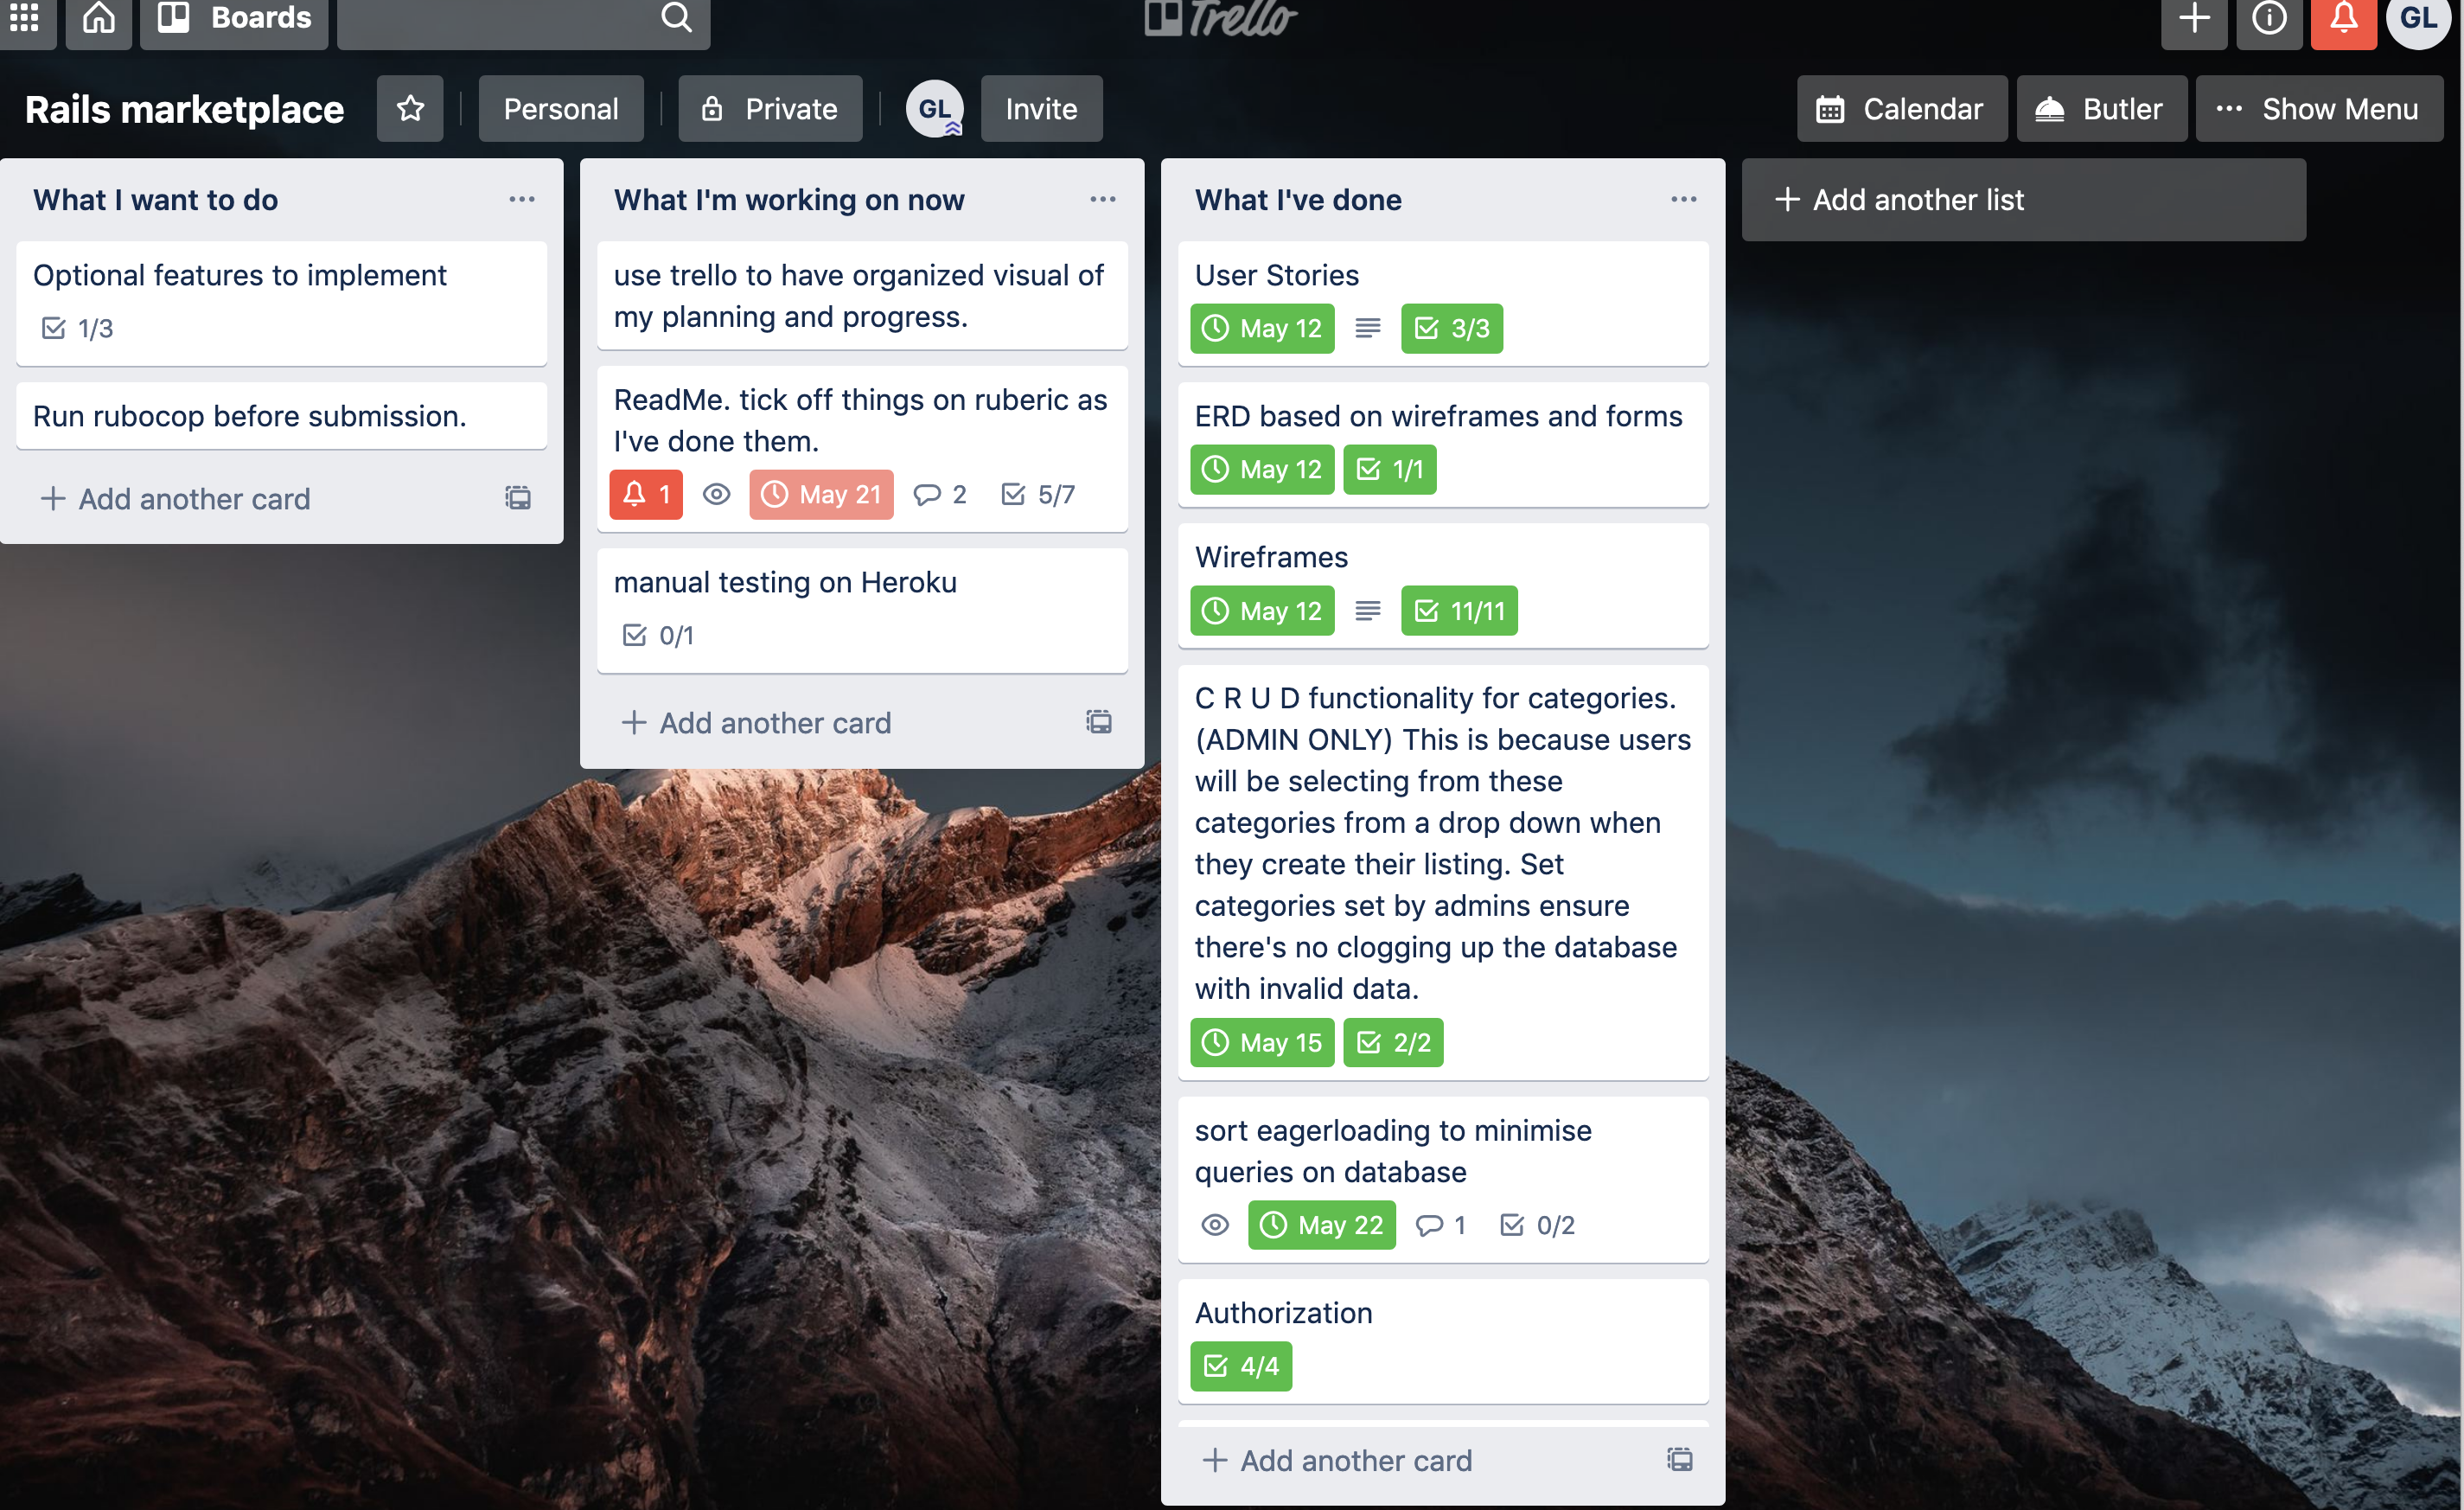 Boards
Trello
GL
Rails marketplace
Personal
Private
GL
Invite
Calendar
Butler
Show Menu
What I want to do
Optional features to implement
1/3
Run rubocop before submission.
Add another card
What I'm working on now
use trello to have organized visual of
my planning and progress.
ReadMe. tick off things on ruberic as
I've done them.
1 May 21 2 5/7
manual testing on Heroku
0/1
Add another card
What I've done
User Stories
May 12 3/3
ERD based on wireframes and forms
May 12 1/1
Wireframes
May 12 11/11
C R U D functionality for categories.
(ADMIN ONLY) This is because users
will be selecting from these
categories from a drop down when
they create their listing. Set
categories set by admins ensure
there's no clogging up the database
with invalid data.
May 15 2/2
sort eagerloading to minimise
queries on database
May 22 1 0/2
Authorization
4/4
Add another card
Add another list